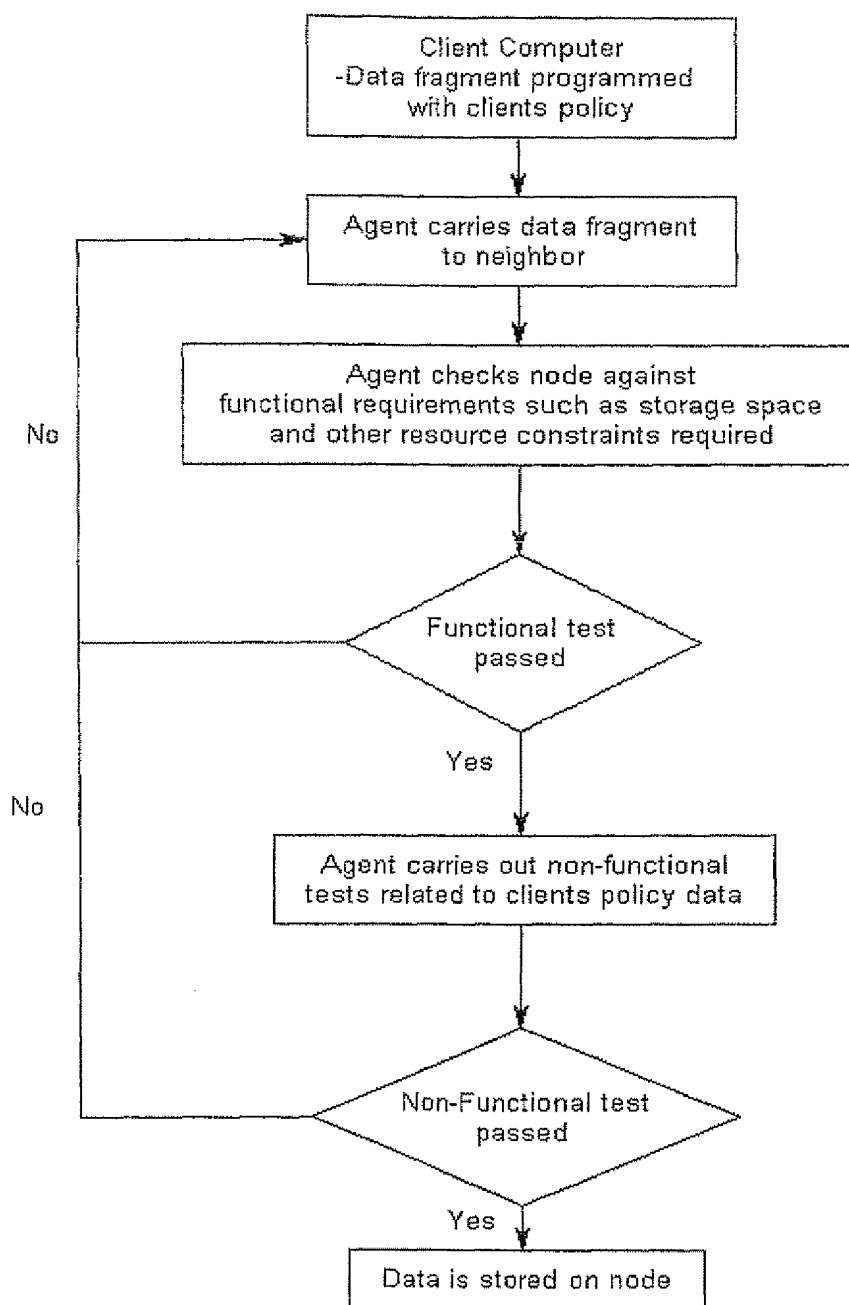 Client Computer
-Data fragment programmed
with clients policy
Agent carries data fragment
to neighbor
Agent checks node against
functional requirements such as storage space
and other resource constraints required
No
Functional test
passed
Yes
No
Agent carries out non-functional
tests related to clients policy data
Non-Functional test
passed
Yes
Data is stored on node